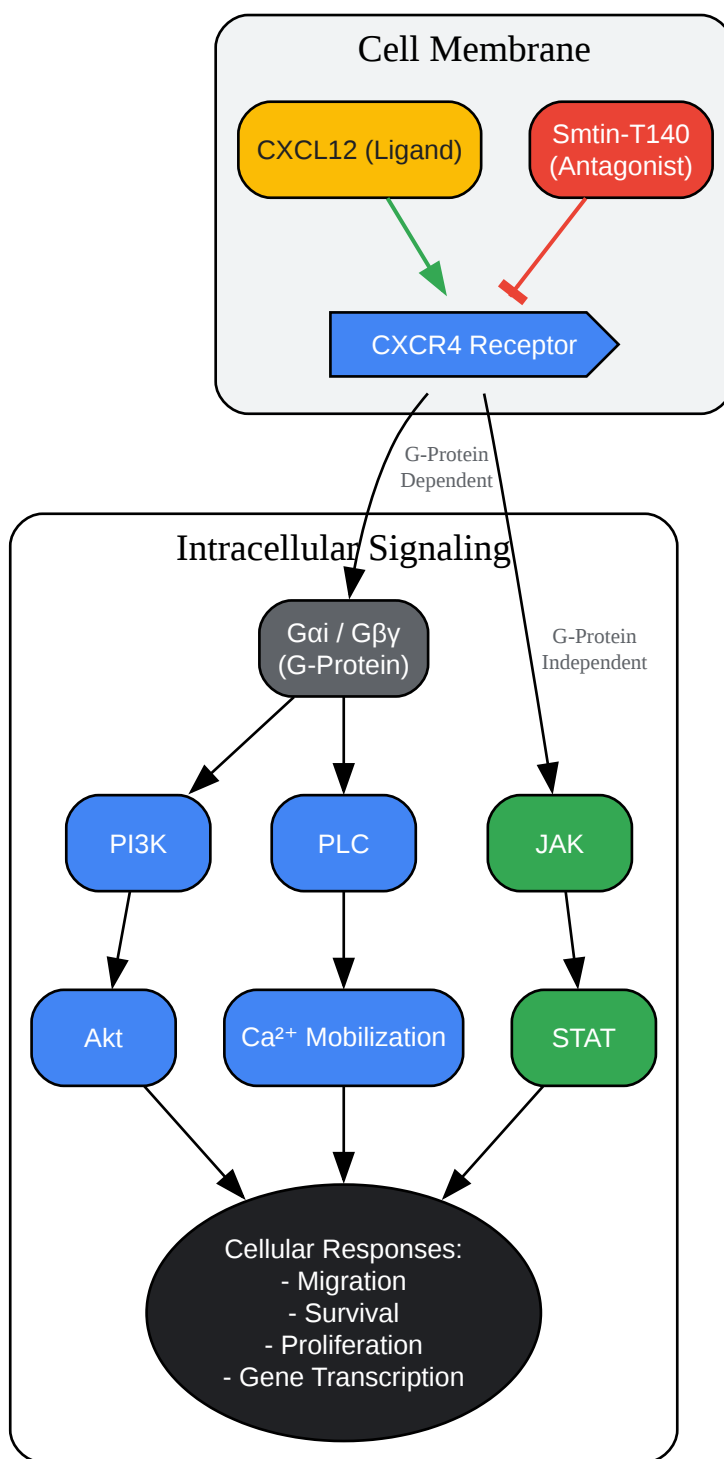 Cell Membrane
CXCL12 (Ligand)
Smtin-T140
(Antagonist)
CXCR4 Receptor
G-Protein
Dependent
Intracellular Signaling
Gαi / Gβγ
(G-Protein)
G-Protein
Independent
PI3K
PLC
JAK
Akt
Ca²⁺ Mobilization
STAT
Cellular Responses:
- Migration
- Survival
- Proliferation
- Gene Transcription